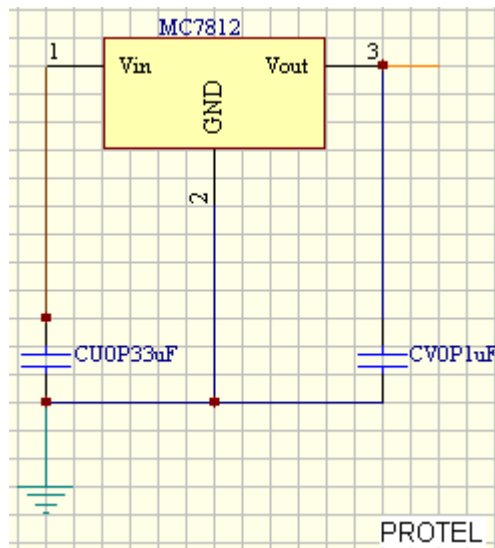 MC7812
1
Vin
Vout
3
GND
2
CU0P33uF
CV0P1uF
PROTEL